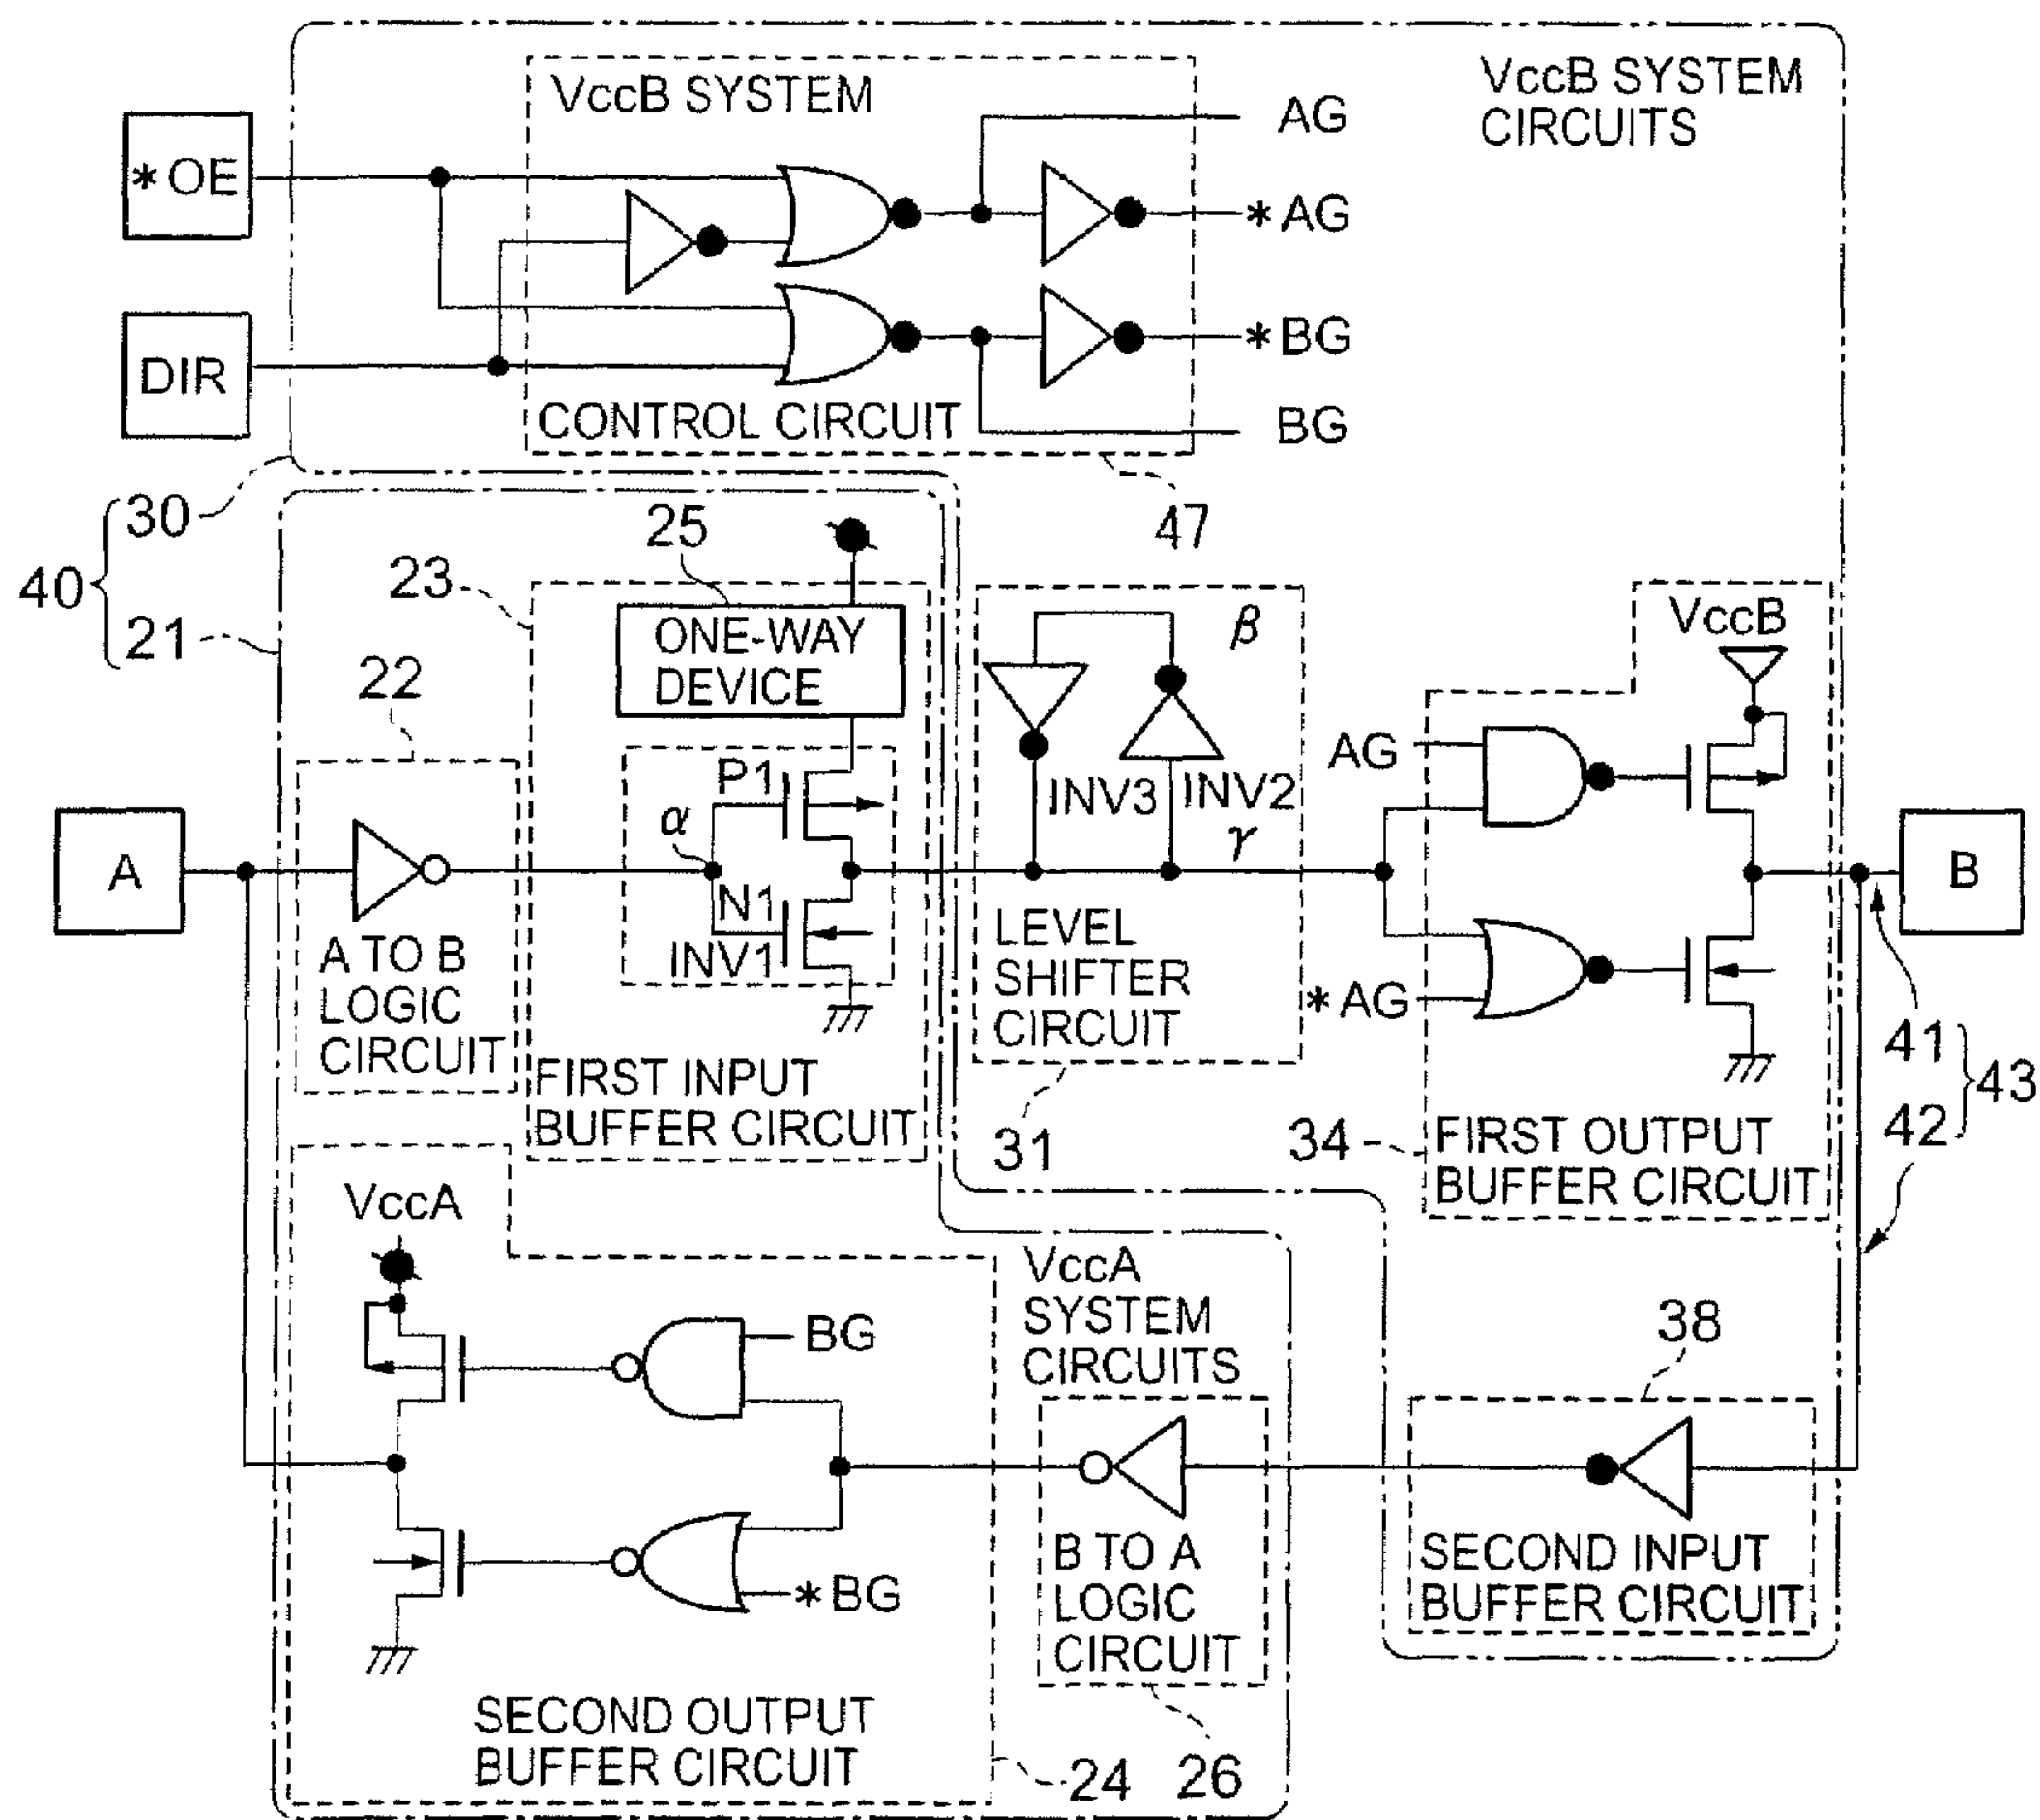 VccB SYSTEM
VccB SYSTEM
CIRCUITS
AG
*OE
*AG
*BG
DIR
CONTROL CIRCUIT
BG
30
25
47
40
23
21
ONE-WAY
DEVICE
β
VccB
22
P1
AG
INV3
INV2
α
γ
A
B
N1
INV1
A TO B
LOGIC
CIRCUIT
LEVEL
SHIFTER
CIRCUIT
*AG
41
43
FIRST INPUT
BUFFER CIRCUIT
31
34
42
FIRST OUTPUT
BUFFER CIRCUIT
VccA
VccA
SYSTEM
CIRCUITS
BG
38
B TO A
LOGIC
CIRCUIT
SECOND INPUT
BUFFER CIRCUIT
*BG
SECOND OUTPUT
BUFFER CIRCUIT
24
26